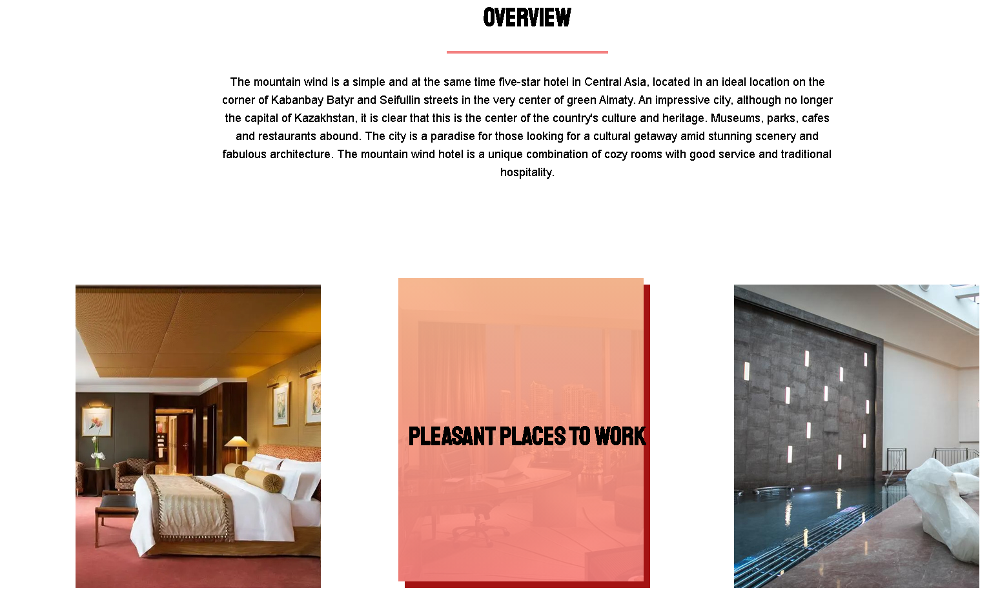 OVERVIEW
The mountain wind is a simple and at the same time five-star hotel in Central Asia, located in an ideal location on the
corner of Kabanbay Batyr and Seifullin streets in the very center of green Almaty. An impressive city, although no longer
the capital of Kazakhstan, it is clear that this is the center of the country's culture and heritage. Museums, parks, cafes
and restaurants abound. The city is a paradise for those looking for a cultural getaway amid stunning scenery and
fabulous architecture. The mountain wind hotel is a unique combination of cozy rooms with good service and traditional
hospitality.
PLEASANT PLACES TO WORK